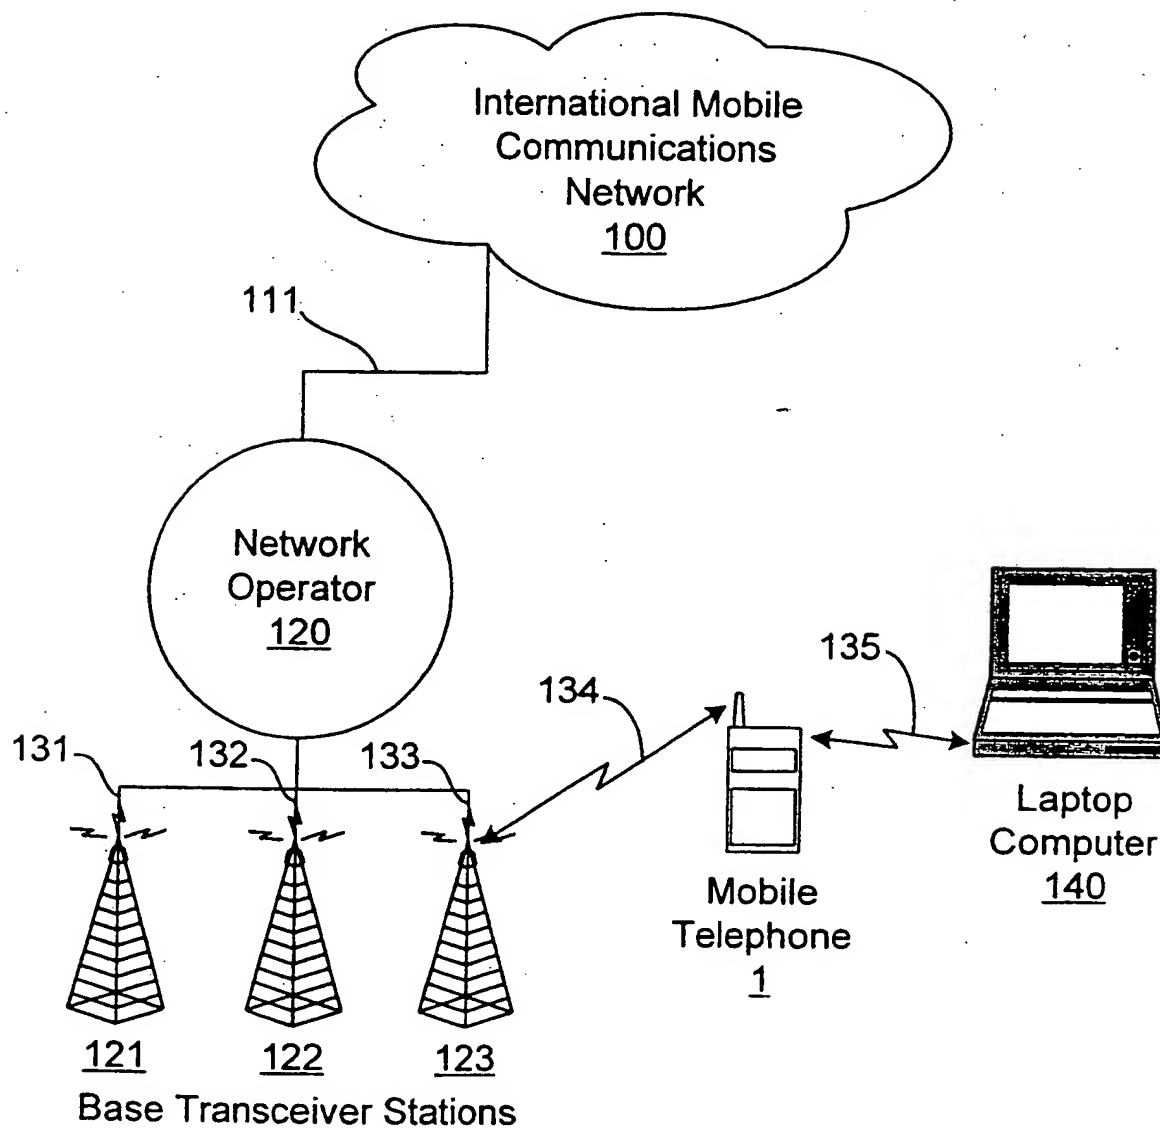 International Mobile
Communications
Network
100
111
Network
Operator
120
131
132
133
134
135
Mobile
Telephone
1
Laptop
Computer
140
121
122
123
Base Transceiver Stations